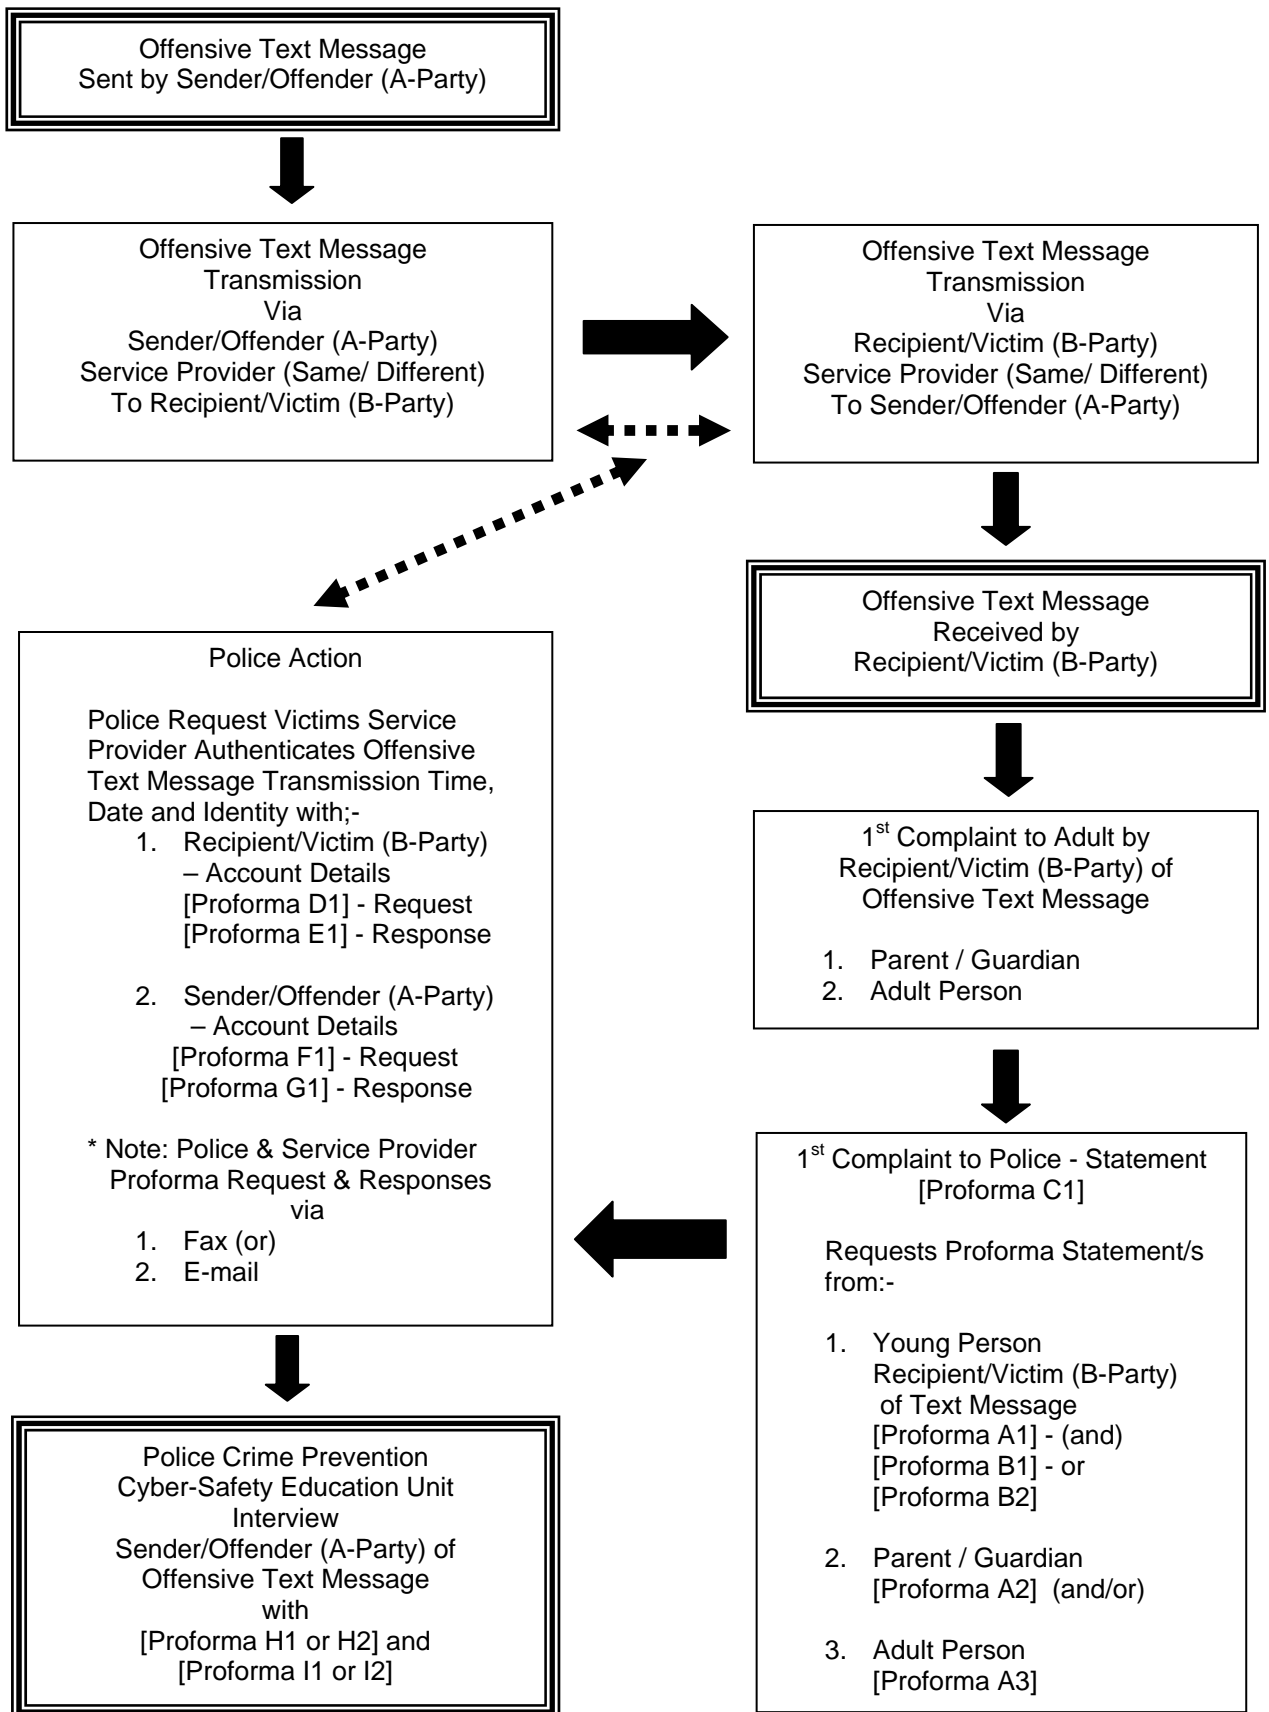 Offensive Text Message
Sent by Sender/Offender (A-Party)
Offensive Text Message
Transmission
Via
Sender/Offender (A-Party)
Service Provider (Same/ Different)
To Recipient/Victim (B-Party)
Offensive Text Message
Transmission
Via
Recipient/Victim (B-Party)
Service Provider (Same/ Different)
To Sender/Offender (A-Party)
Offensive Text Message
Received by
Recipient/Victim (B-Party)
1st Complaint to Adult by
Recipient/Victim (B-Party) of
Offensive Text Message
1. Parent / Guardian
2. Adult Person
1st Complaint to Police - Statement
[Proforma C1]
Requests Proforma Statement/s
from:-
1. Young Person
Recipient/Victim (B-Party)
of Text Message
[Proforma A1] - (and)
[Proforma B1] - or
[Proforma B2]
2. Parent / Guardian
[Proforma A2] (and/or)
3. Adult Person
[Proforma A3]
Police Action
Police Request Victims Service
Provider Authenticates Offensive
Text Message Transmission Time,
Date and Identity with;-
1. Recipient/Victim (B-Party)
– Account Details
[Proforma D1] - Request
[Proforma E1] - Response
2. Sender/Offender (A-Party)
– Account Details
[Proforma F1] - Request
[Proforma G1] - Response
* Note: Police & Service Provider
Proforma Request & Responses
via
1. Fax (or)
2. E-mail
Police Crime Prevention
Cyber-Safety Education Unit
Interview
Sender/Offender (A-Party) of
Offensive Text Message
with
[Proforma H1 or H2] and
[Proforma I1 or I2]